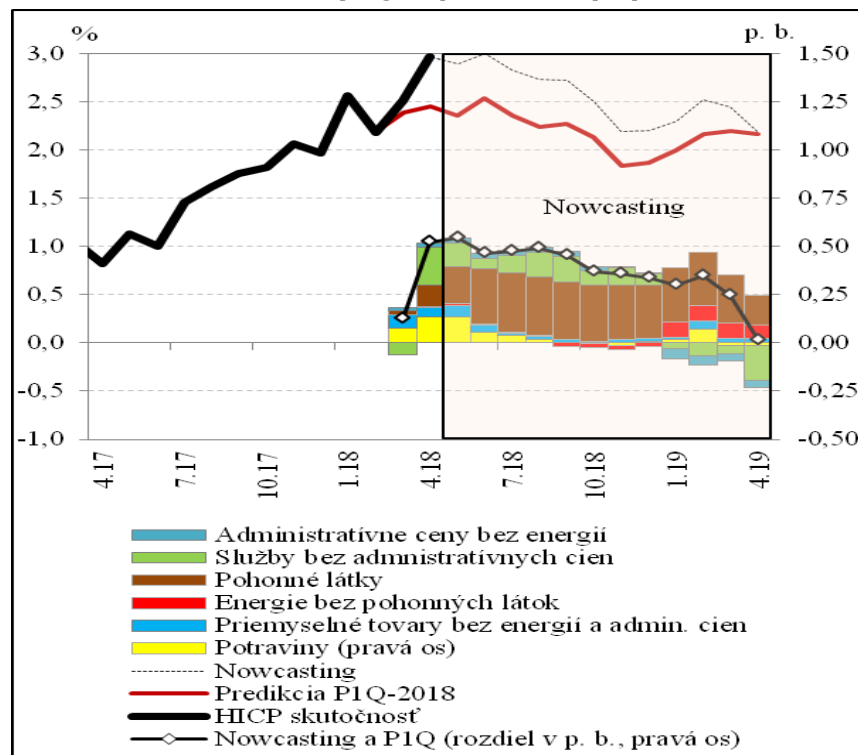 % p. b.
3,0 1,50
2,5 1,25
2,0 1,00
1,5 0,75
Nowcasting
1,0 0,50
0,5 0,25
0,0 0,00
-0,5 -0,25
-1,0 -0,50
4.17 7.17 10.17 1.18 4.18 7.18 10.18 1.19 4.19
Administratívne ceny bez energií
Služby bez admnistratívnych cien
Pohonné látky
Energie bez pohonných látok
Priemyselné tovary bez energií a admin. cien
Potraviny (pravá os)
Nowcasting
Predikcia P1Q-2018
HICP skutočnosť
Nowcasting a P1Q (rozdiel v p. b., pravá os)